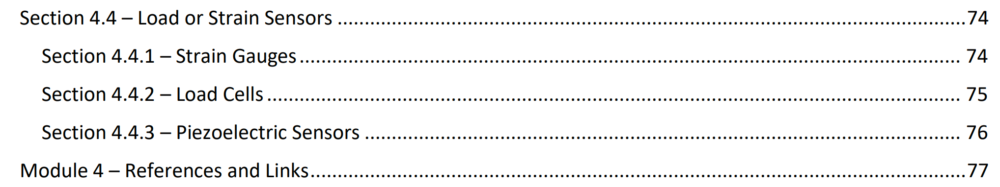 Section 4.4 – Load or Strain Sensors ........................................................................................................................74
Section 4.4.1 – Strain Gauges .............................................................................................................................. 74
Section 4.4.2 – Load Cells .................................................................................................................................... 75
Section 4.4.3 – Piezoelectric Sensors .................................................................................................................. 76
Module 4 – References and Links.............................................................................................................................77